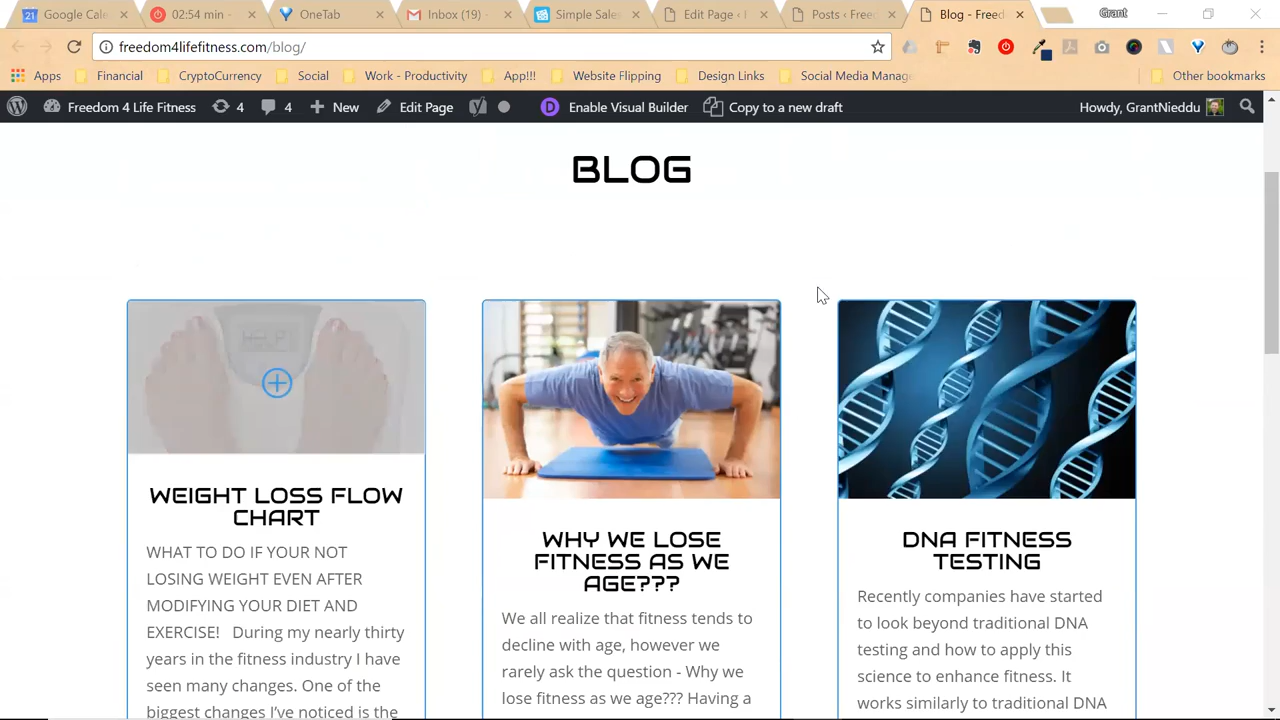 Google Cale
02:54 min -
OneTab
Inbox (19) -
Simple Sale
Edit Page ‹
Posts ‹ Free
Blog - Freed
Grant
freedom4lifefitness.com/blog/
Apps
Financial
CryptoCurrency
Social
Work - Productivity
App!!!
Website Flipping
Design Links
Social Media Manag
Other bookmarks
Freedom 4 Life Fitness
4
4
New
Edit Page
D
Enable Visual Builder
Copy to a new draft
Howdy, GrantNieddu
BLOG
WEIGHT LOSS FLOW
CHART
WHAT TO DO IF YOUR NOT
LOSING WEIGHT EVEN AFTER
MODIFYING YOUR DIET AND
EXERCISE!   During my nearly thirty
years in the fitness industry I have
seen many changes. One of the
biggest changes I've noticed is the
WHY WE LOSE
FITNESS AS WE
AGE???
We all realize that fitness tends to
decline with age, however we
rarely ask the question - Why we
lose fitness as we age??? Having a
DNA FITNESS
TESTING
Recently companies have started
to look beyond traditional DNA
testing and how to apply this
science to enhance fitness. It
works similarly to traditional DNA